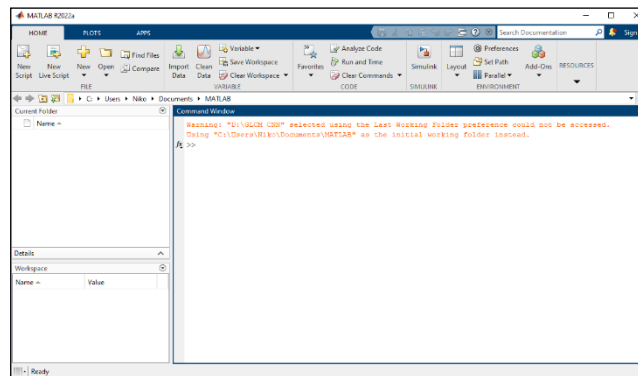 MATLAB R2022a
HOME PLOTS APPS
Search Documentation
Sign
New Script
New Live Script
New
Open
Find Files
Compare
Import Data
Clean Data
Variable
Save Workspace
Clear Workspace
Favorites
Analyze Code
Run and Time
Clear Commands
Simulink
Layout
Preferences
Set Path
Parallel
Add-Ons
RESOURCES
FILE VARIABLE CODE SIMULINK ENVIRONMENT
C: Users Niko Documents MATLAB
Current Folder
Name
Command Window
Warning: "D:\GLCM CNN" selected using the Last Working Folder preference could not be accessed.
Using "C:\Users\Niko\Documents\MATLAB" as the initial working folder instead.
fx >>
Details
Workspace
Name Value
Ready